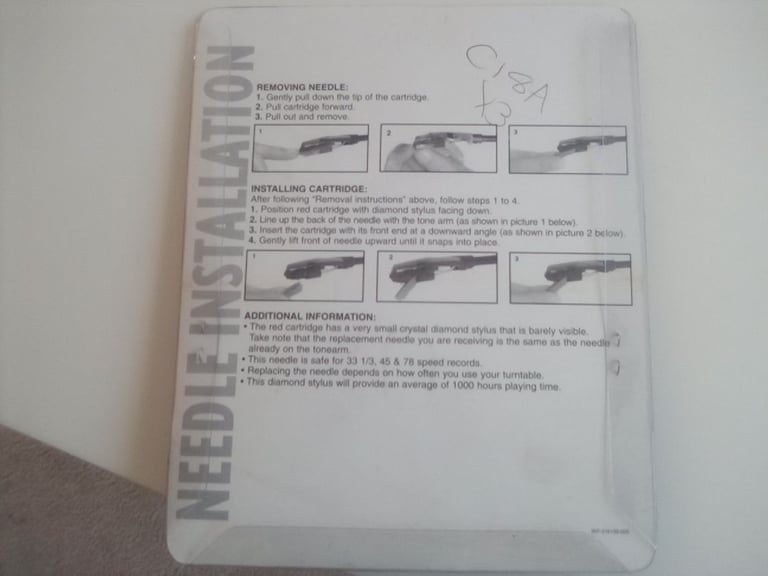 NEEDLE INSTALLATION
C18A
x3
REMOVING NEEDLE:
1. Gently pull down the tip of the cartridge.
2. Pull cartridge forward.
3. Pull out and remove.
1
2
3
INSTALLING CARTRIDGE:
After following "Removal instructions" above, follow steps 1 to 4.
1. Position red cartridge with diamond stylus facing down.
2. Line up the back of the needle with the tone arm (as shown in picture 1 below).
3. Insert the cartridge with its front end at a downward angle (as shown in picture 2 below).
4. Gently lift front of needle upward until it snaps into place.
1
2
3
ADDITIONAL INFORMATION:
• The red cartridge has a very small crystal diamond stylus that is barely visible.
Take note that the replacement needle you are receiving is the same as the needle
already on the tonearm.
• This needle is safe for 33 1/3, 45 & 78 speed records.
• Replacing the needle depends on how often you use your turntable.
• This diamond stylus will provide an average of 1000 hours playing time.